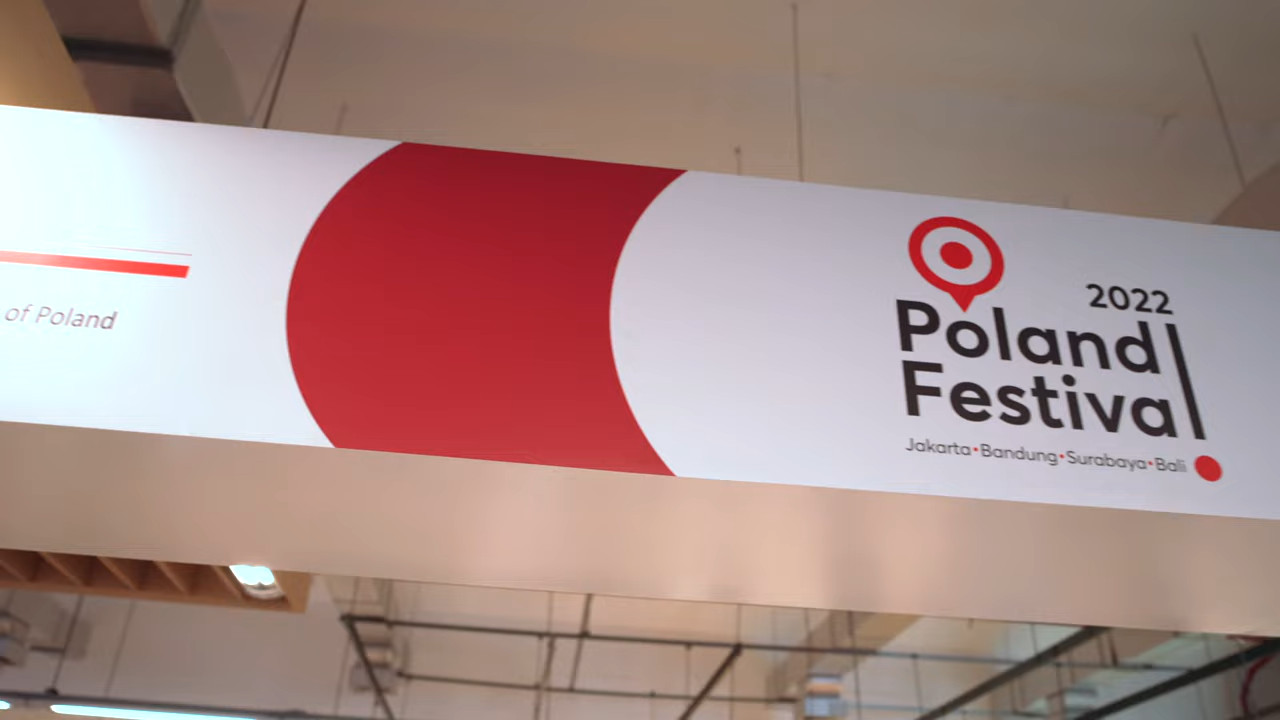 of Poland
2022
Poland
Festival
Jakarta•Bandung•Surabaya•Bali